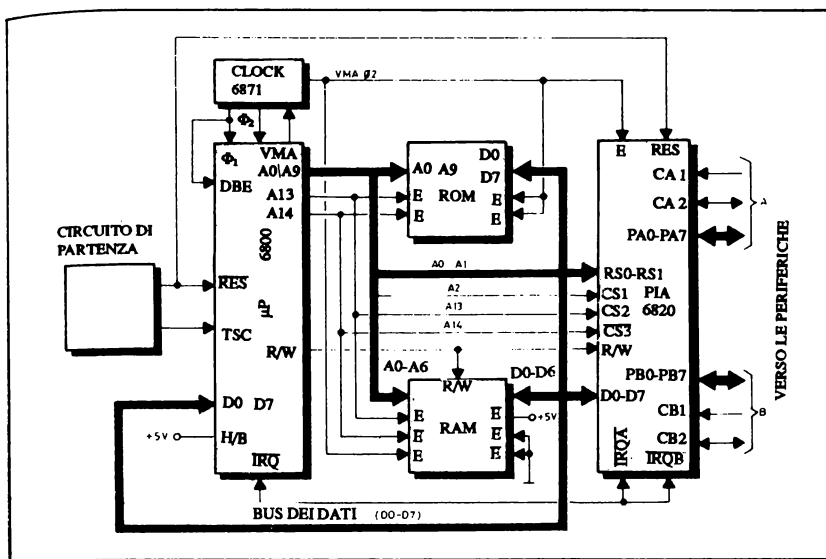 CLOCK
6871
VMA φ2
Φ1
Φ2
VMA
A0\A9
DBE
A13
A14
6800
µP
RES
TSC
R/W
D0 D7
H/B
+5V
IRQ
CIRCUITO DI
PARTENZA
A0 A9
D0
D7
E
E
ROM
E
E
A0 A1
A2
A13
A14
A0-A6
R/W
D0-D6
RAM
E
E
E
E
E
E
+5V
E
RES
CA 1
CA 2
PA0-PA7
A
RS0-RS1
CS1
CS2
CS3
R/W
PIA
6820
PB0-PB7
D0-D7
CB1
CB2
B
IRQA
IRQB
VERSO LE PERIFERICHE
BUS DEI DATI (D0-D7)